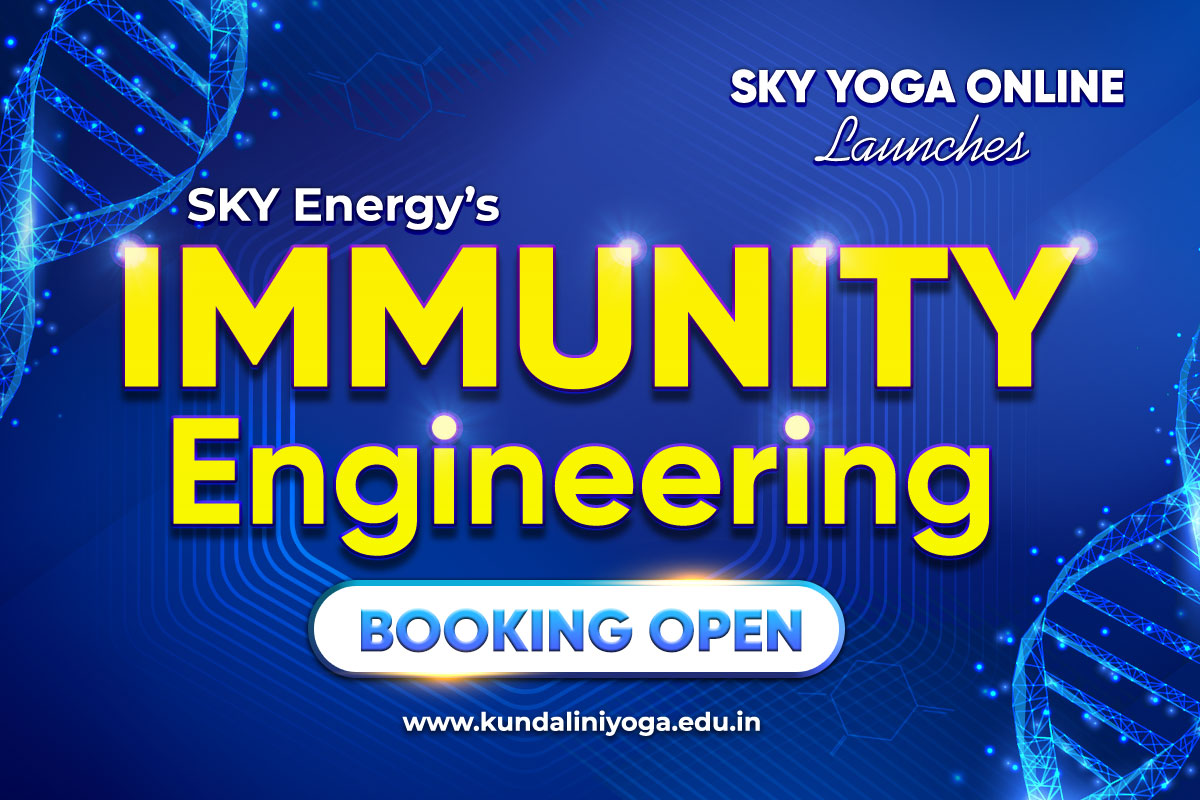 SKY YOGA ONLINE
Launches
SKY Energy’s
IMMUNITY
Engineering
BOOKING OPEN
www.kundaliniyoga.edu.in